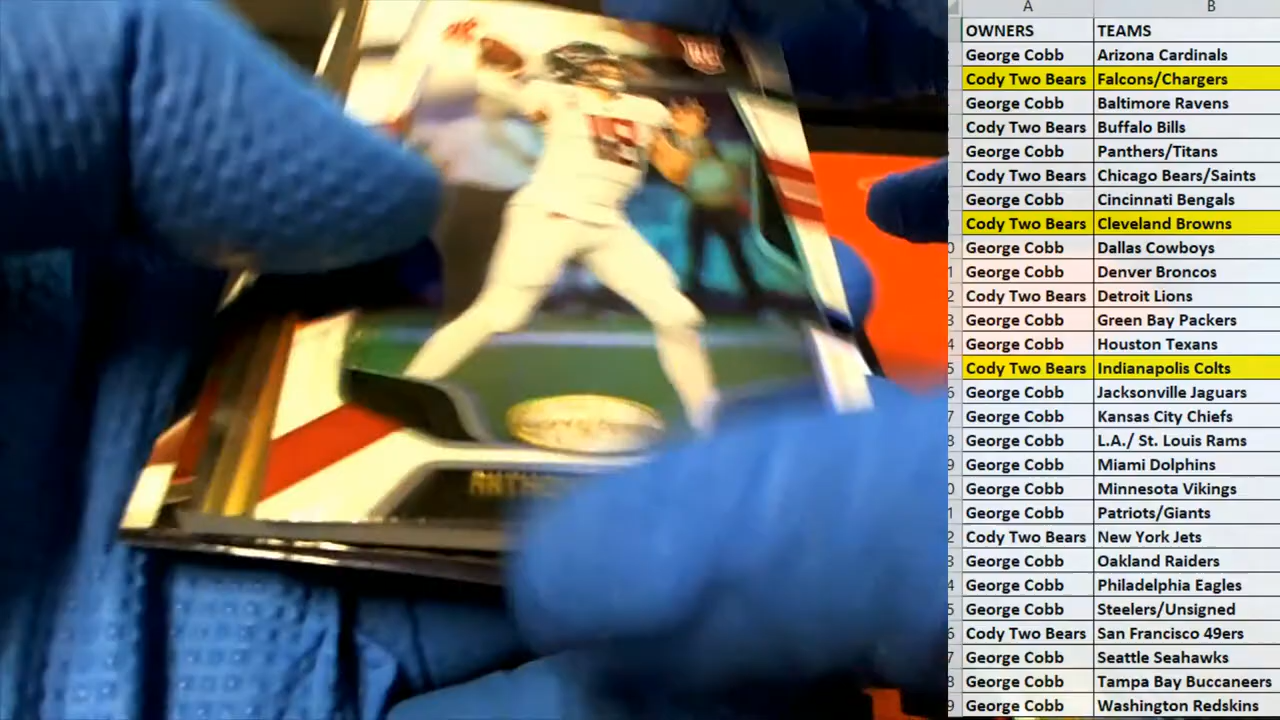 A B
OWNERS TEAMS
George Cobb Arizona Cardinals
Cody Two Bears Falcons/Chargers
George Cobb Baltimore Ravens
Cody Two Bears Buffalo Bills
George Cobb Panthers/Titans
Cody Two Bears Chicago Bears/Saints
George Cobb Cincinnati Bengals
Cody Two Bears Cleveland Browns
George Cobb Dallas Cowboys
George Cobb Denver Broncos
Cody Two Bears Detroit Lions
George Cobb Green Bay Packers
George Cobb Houston Texans
Cody Two Bears Indianapolis Colts
George Cobb Jacksonville Jaguars
George Cobb Kansas City Chiefs
George Cobb L.A./ St. Louis Rams
George Cobb Miami Dolphins
George Cobb Minnesota Vikings
George Cobb Patriots/Giants
Cody Two Bears New York Jets
George Cobb Oakland Raiders
George Cobb Philadelphia Eagles
George Cobb Steelers/Unsigned
Cody Two Bears San Francisco 49ers
George Cobb Seattle Seahawks
George Cobb Tampa Bay Buccaneers
George Cobb Washington Redskins